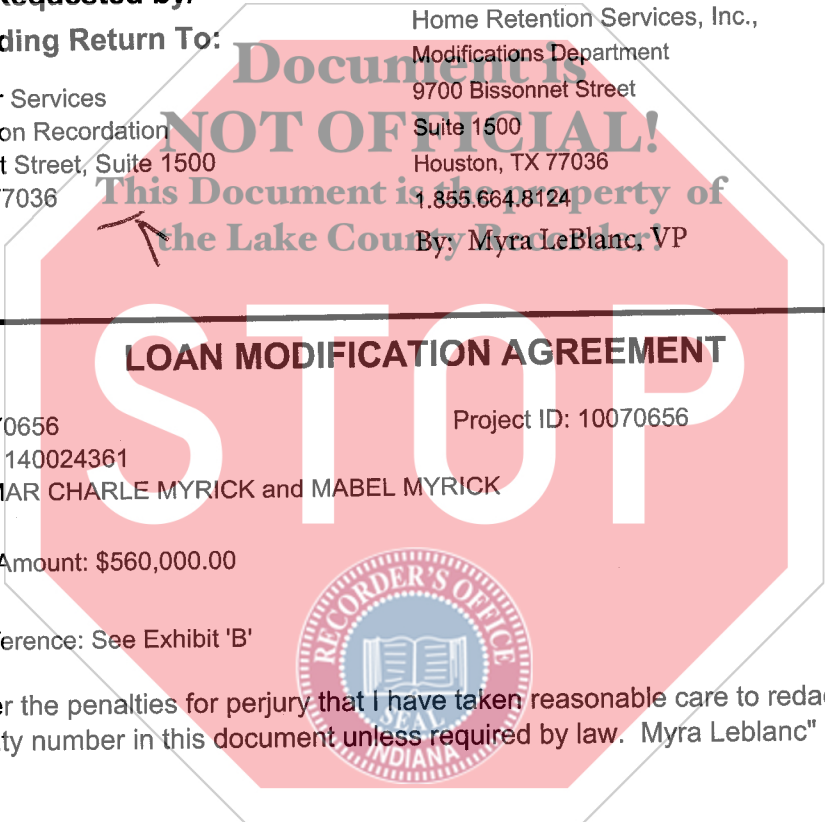 Requested by/
ding Return To:
r Services
on Recordation
t Street, Suite 1500
7036
Home Retention Services, Inc.,
Modifications Department
9700 Bissonnet Street
Suite 1500
Houston, TX 77036
1.855.664.8124
By: Myra LeBlanc, VP
Document is
NOT OFFICIAL!
This Document is the property of
the Lake County Recorder!
LOAN MODIFICATION AGREEMENT
70656
Project ID: 10070656
140024361
MAR CHARLE MYRICK and MABEL MYRICK
Amount: $560,000.00
erence: See Exhibit 'B'
er the penalties for perjury that I have taken reasonable care to redac
ty number in this document unless required by law. Myra Leblanc"
STOP
RECORDER'S OFFICE
SEAL
INDIANA